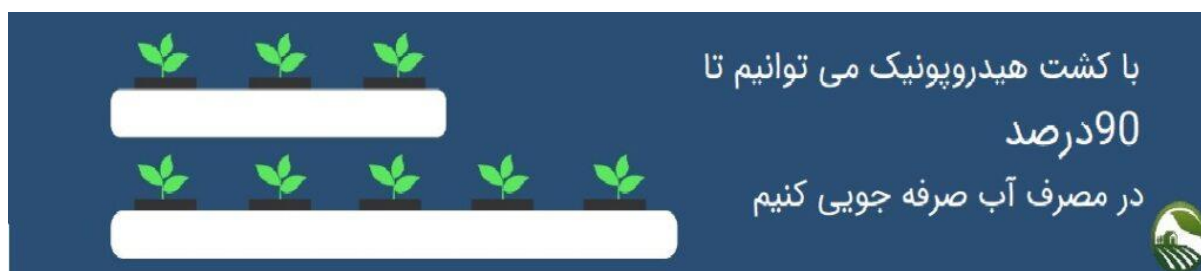 با کشت هیدروپونیک می توانیم تا
90درصد
در مصرف آب صرفه جویی کنیم